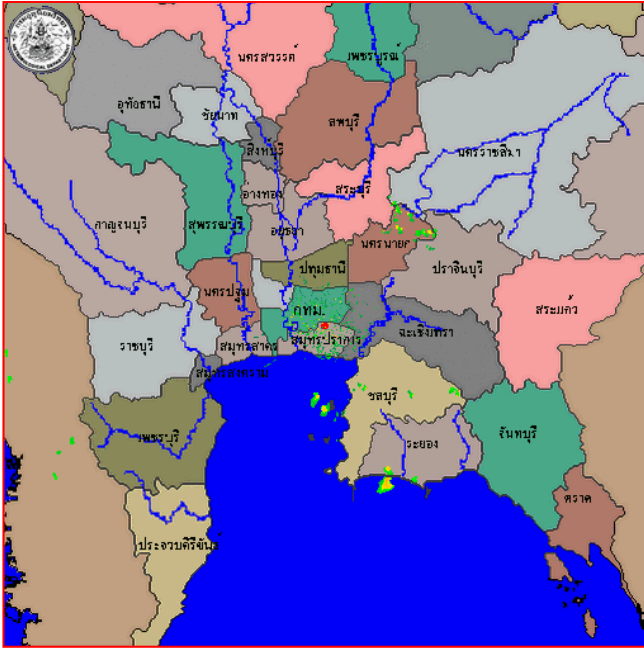 นครสวรรค์
เพชรบูรณ์
อุทัยธานี
ชัยนาท
ลพบุรี
สิงห์บุรี
นครราชสีมา
อ่างทอง
สระบุรี
กาญจนบุรี
สุพรรณบุรี
อยุธยา
นครนายก
ปราจีนบุรี
ปทุมธานี
นครปฐม
กทม.
สระแก้ว
ราชบุรี
สมุทรสาคร
สมุทรปราการ
ฉะเชิงเทรา
สมุทรสงคราม
ชลบุรี
เพชรบุรี
ระยอง
จันทบุรี
ตราด
ประจวบคีรีขันธ์